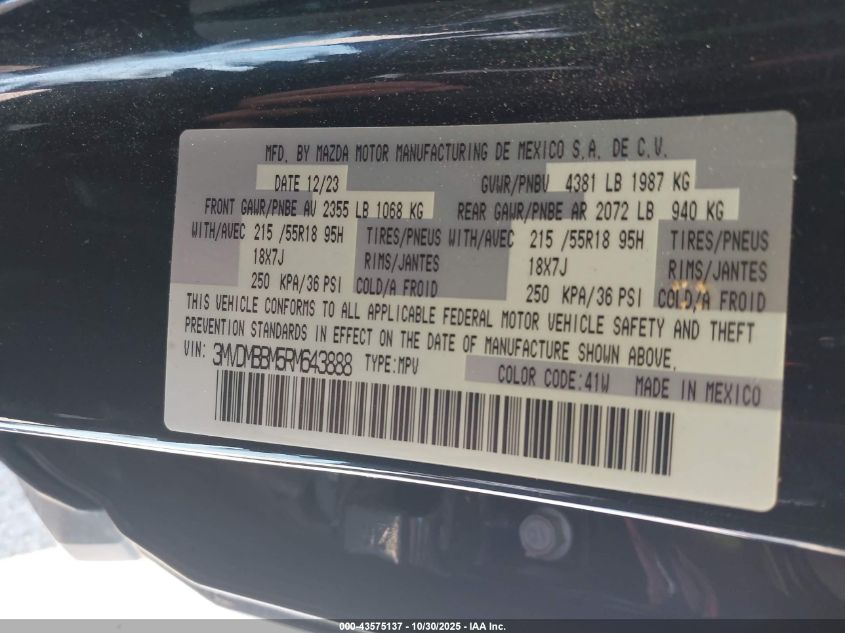 MFD. BY MAZDA MOTOR MANUFACTURING DE MEXICO S.A. DE C.V.
DATE 12/23 GVWR/PNBV 4381 LB 1987 KG
FRONT GAWR/PNBE AV 2355 LB 1068 KG REAR GAWR/PNBE AR 2072 LB 940 KG
WITH/AVEC 215 /55R18 95H TIRES/PNEUS WITH/AVEC 215 /55R18 95H TIRES/PNEUS
18X7J RIMS/JANTES 18X7J RIMS/JANTES
250 KPA/36 PSI COLD/A FROID 250 KPA/36 PSI COLD/A FROID
THIS VEHICLE CONFORMS TO ALL APPLICABLE FEDERAL MOTOR VEHICLE SAFETY AND THEFT
PREVENTION STANDARDS IN EFFECT ON THE DATE OF MANUFACTURE SHOWN ABOVE.
VIN: 3MVDMBBM5RM643888 TYPE:MPV
COLOR CODE:41W MADE IN MEXICO
000-43575137 - 10/30/2025 - IAA Inc.